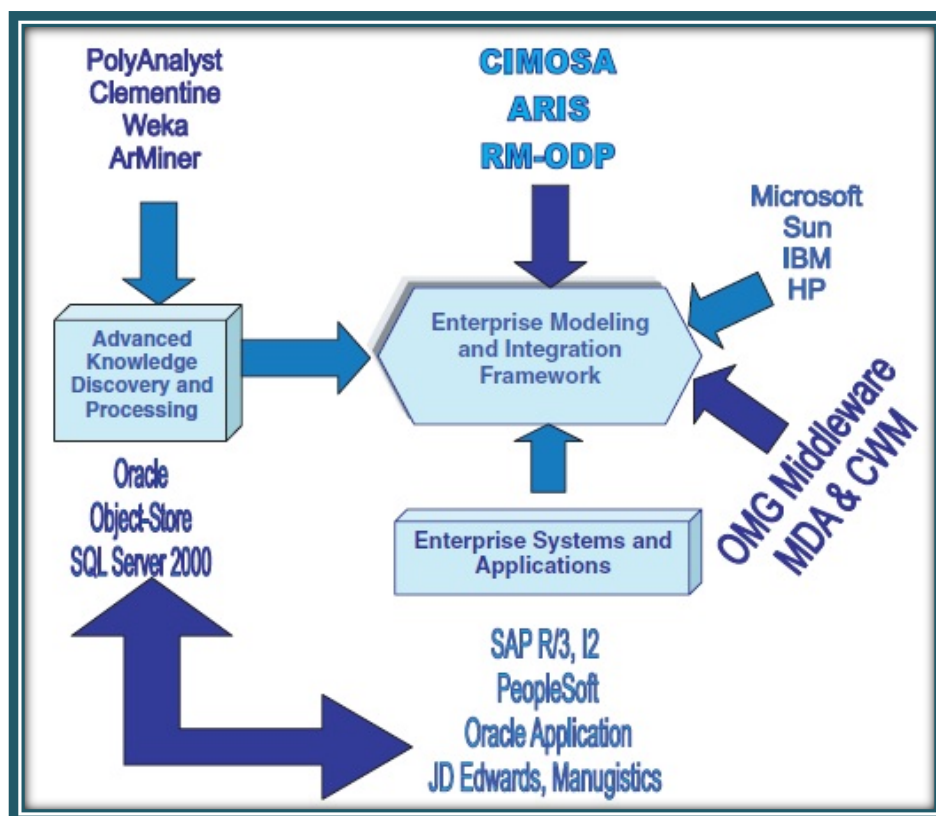 PolyAnalyst
Clementine
Weka
ArMiner
CIMOSA
ARIS
RM-ODP
Microsoft
Sun
IBM
HP
Advanced
Knowledge
Discovery and
Processing
Enterprise Modeling
and Integration
Framework
OMG Middleware
MDA & CWM
Oracle
Object-Store
SQL Server 2000
Enterprise Systems and
Applications
SAP R/3, I2
PeopleSoft
Oracle Application
JD Edwards, Manugistics